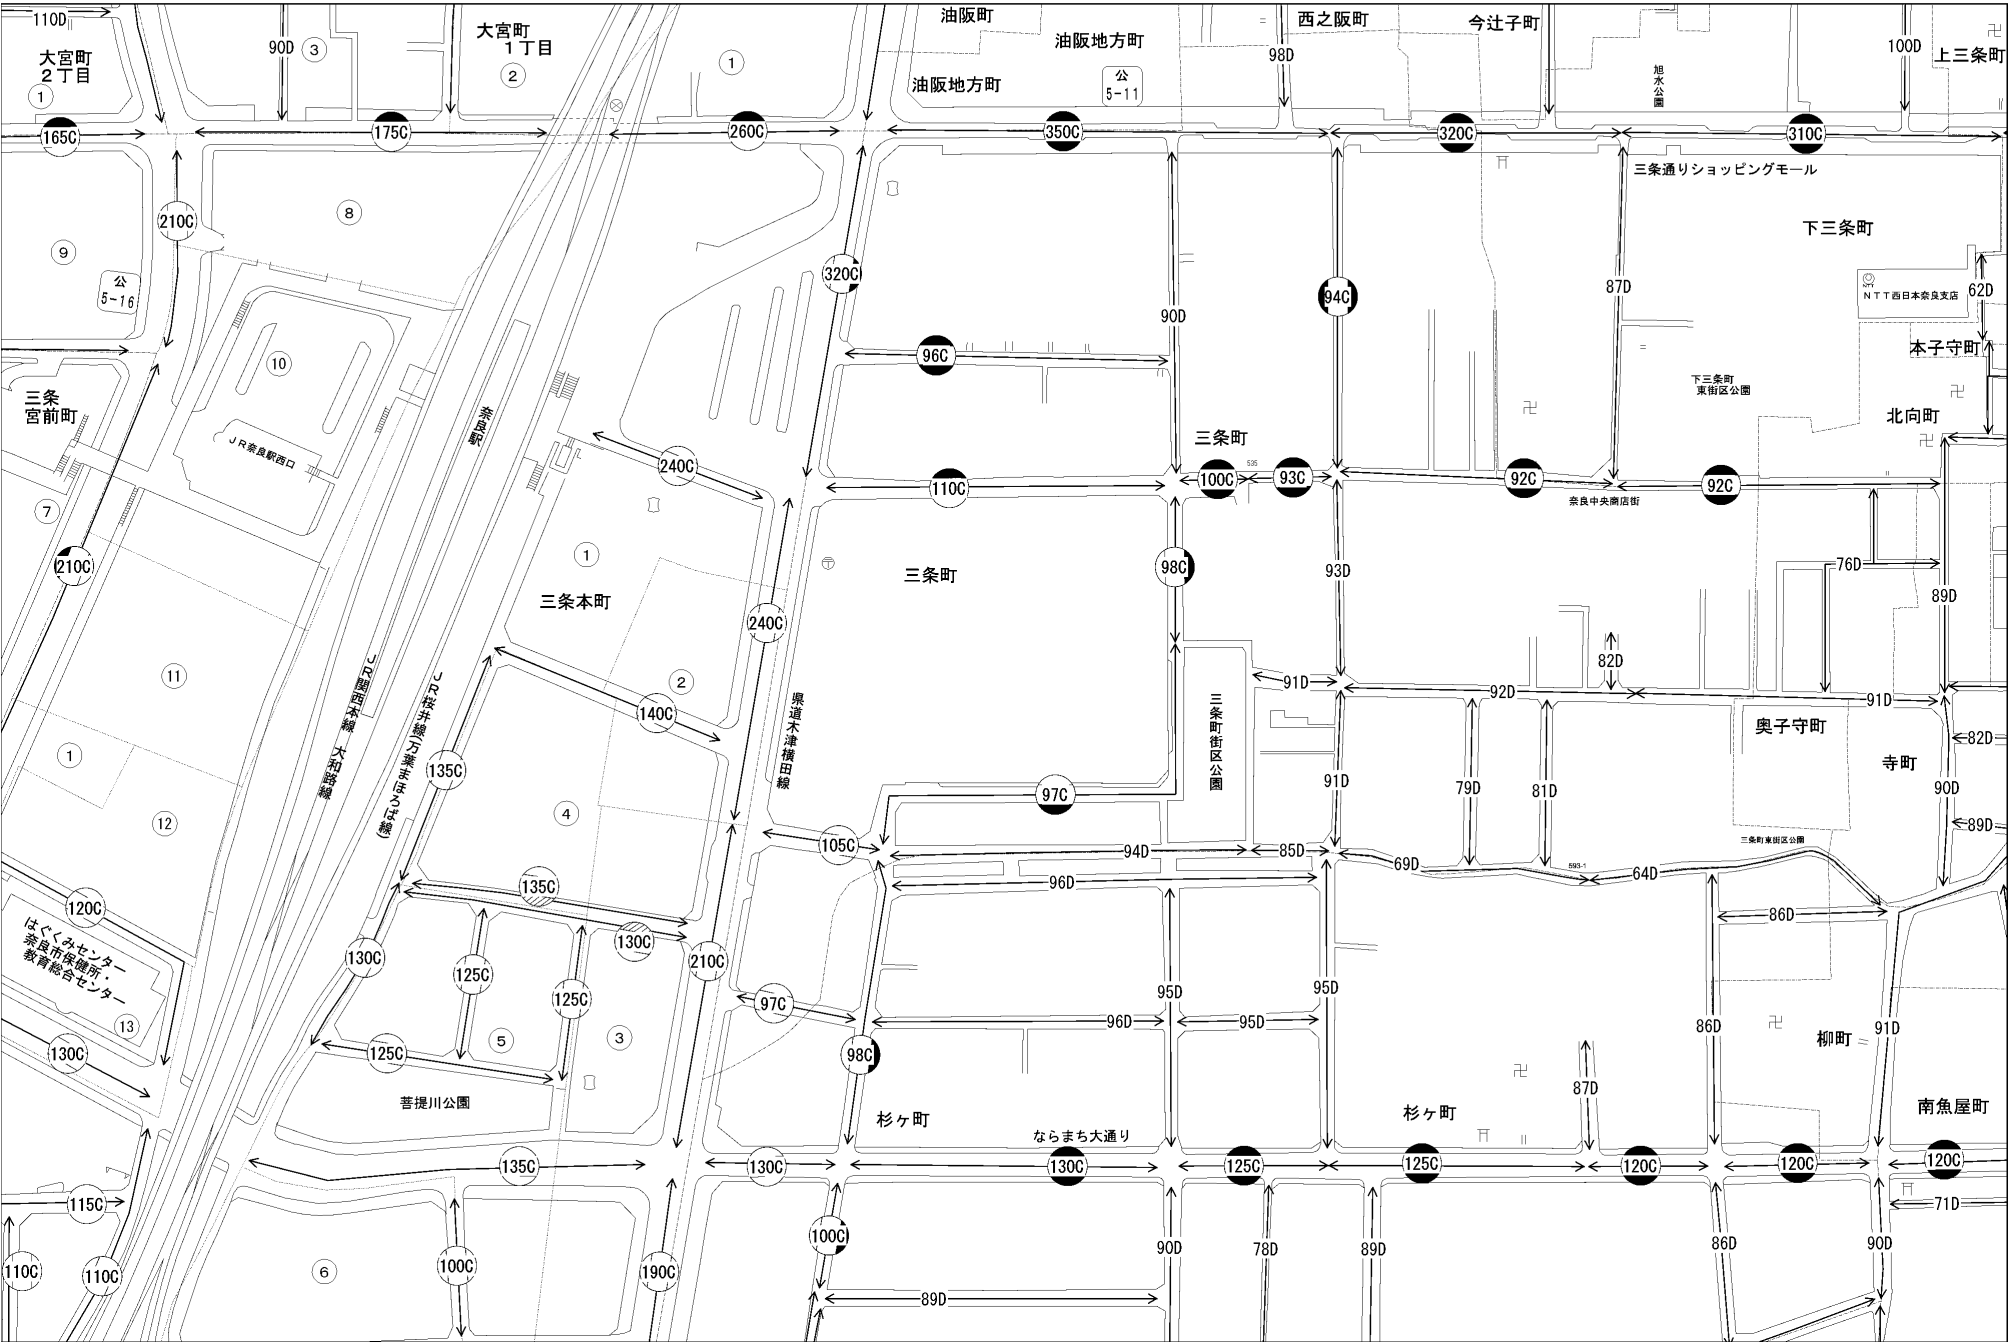 110D
大宮町
2丁目
1
90D
3
大宮町
1丁目
2
1
油阪町
油阪地方町
油阪地方町
公
5-11
98D
西之阪町
今辻子町
旭水公園
100D
上三条町
165C
175C
260C
350C
320C
310C
三条通りショッピングモール
210C
8
9
公
5-16
320C
90D
94C
87D
下三条町
NTT
NTT西日本奈良支店
62D
本子守町
96C
10
三条
宮前町
JR奈良駅西口
奈良駅
下三条町
東街区公園
北向町
三条町
240C
110C
100C
535
93C
92C
92C
奈良中央商店街
7
210C
1
三条本町
三条町
98C
93D
76D
89D
240C
11
2
140C
県道木津横田線
JR関西本線 大和路線
JR桜井線(万葉まほろば線)
135C
91D
82D
92D
91D
三条町街区公園
奥子守町
寺町
82D
1
12
4
97C
91D
79D
81D
90D
89D
三条町東街区公園
105C
94D
85D
69D
593-1
64D
96D
86D
135C
130C
120C
はぐくみセンター
奈良市保健所・
教育総合センター
13
130C
130C
125C
125C
210C
97C
95D
95D
96D
95D
86D
91D
柳町
125C
5
3
98C
87D
菩提川公園
杉ヶ町
ならまち大通り
杉ヶ町
南魚屋町
135C
130C
130C
125C
125C
120C
120C
120C
115C
71D
110C
110C
6
100C
190C
100C
90D
78D
89D
86D
90D
89D